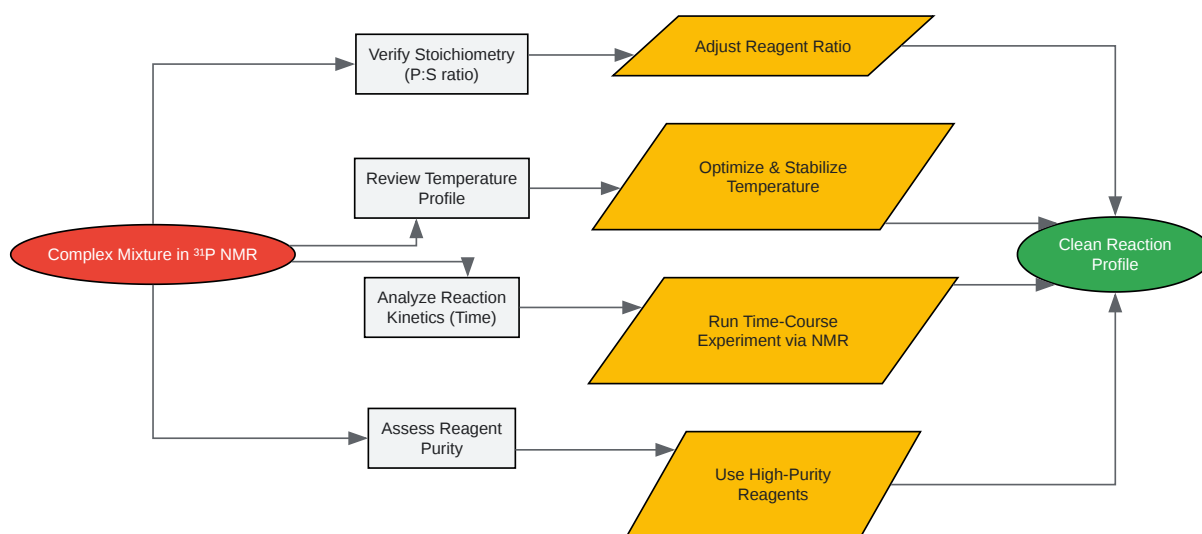 Verify Stoichiometry
(P:S ratio)
Adjust Reagent Ratio
Review Temperature
Profile
Optimize & Stabilize
Temperature
Complex Mixture in ³¹P NMR
Clean Reaction
Profile
Analyze Reaction
Kinetics (Time)
Run Time-Course
Experiment via NMR
Assess Reagent
Purity
Use High-Purity
Reagents